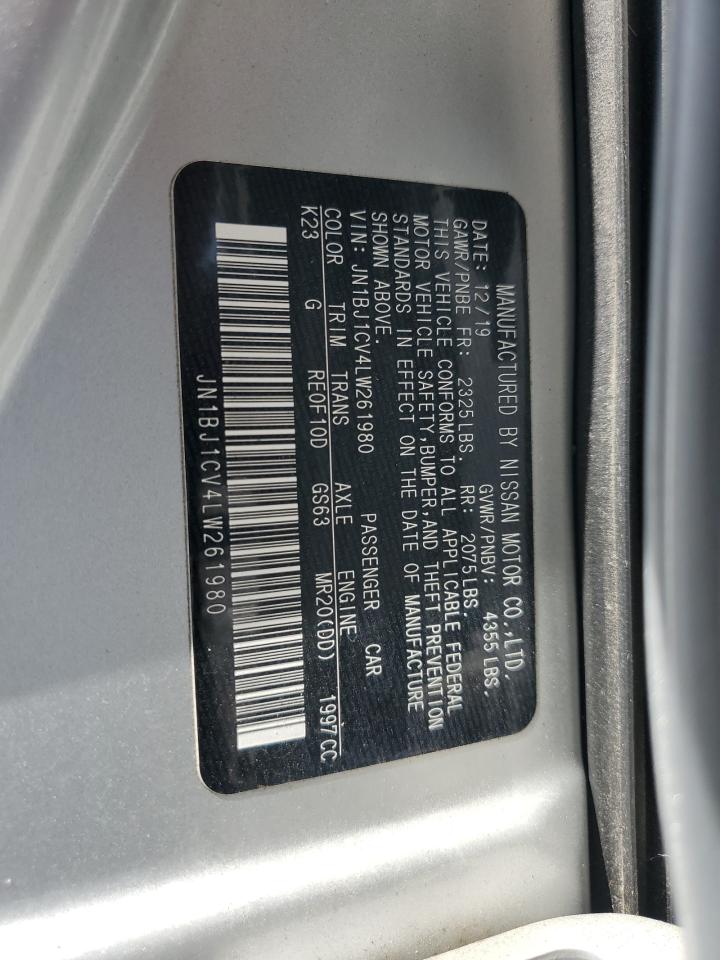 MANUFACTURED BY NISSAN MOTOR CO.,LTD.
DATE: 12/19 GVWR/PNBV: 4355 LBS.
GAWR/PNBE FR: 2325 LBS. RR: 2075 LBS.
THIS VEHICLE CONFORMS TO ALL APPLICABLE FEDERAL
MOTOR VEHICLE SAFETY,BUMPER,AND THEFT PREVENTION
STANDARDS IN EFFECT ON THE DATE OF MANUFACTURE
SHOWN ABOVE.
VIN: JN1BJ1CV4LW261980 PASSENGER CAR
COLOR TRIM TRANS AXLE ENGINE
K23 G RE0F10D GS63 MR20(DD) 1997CC
JN1BJ1CV4LW261980